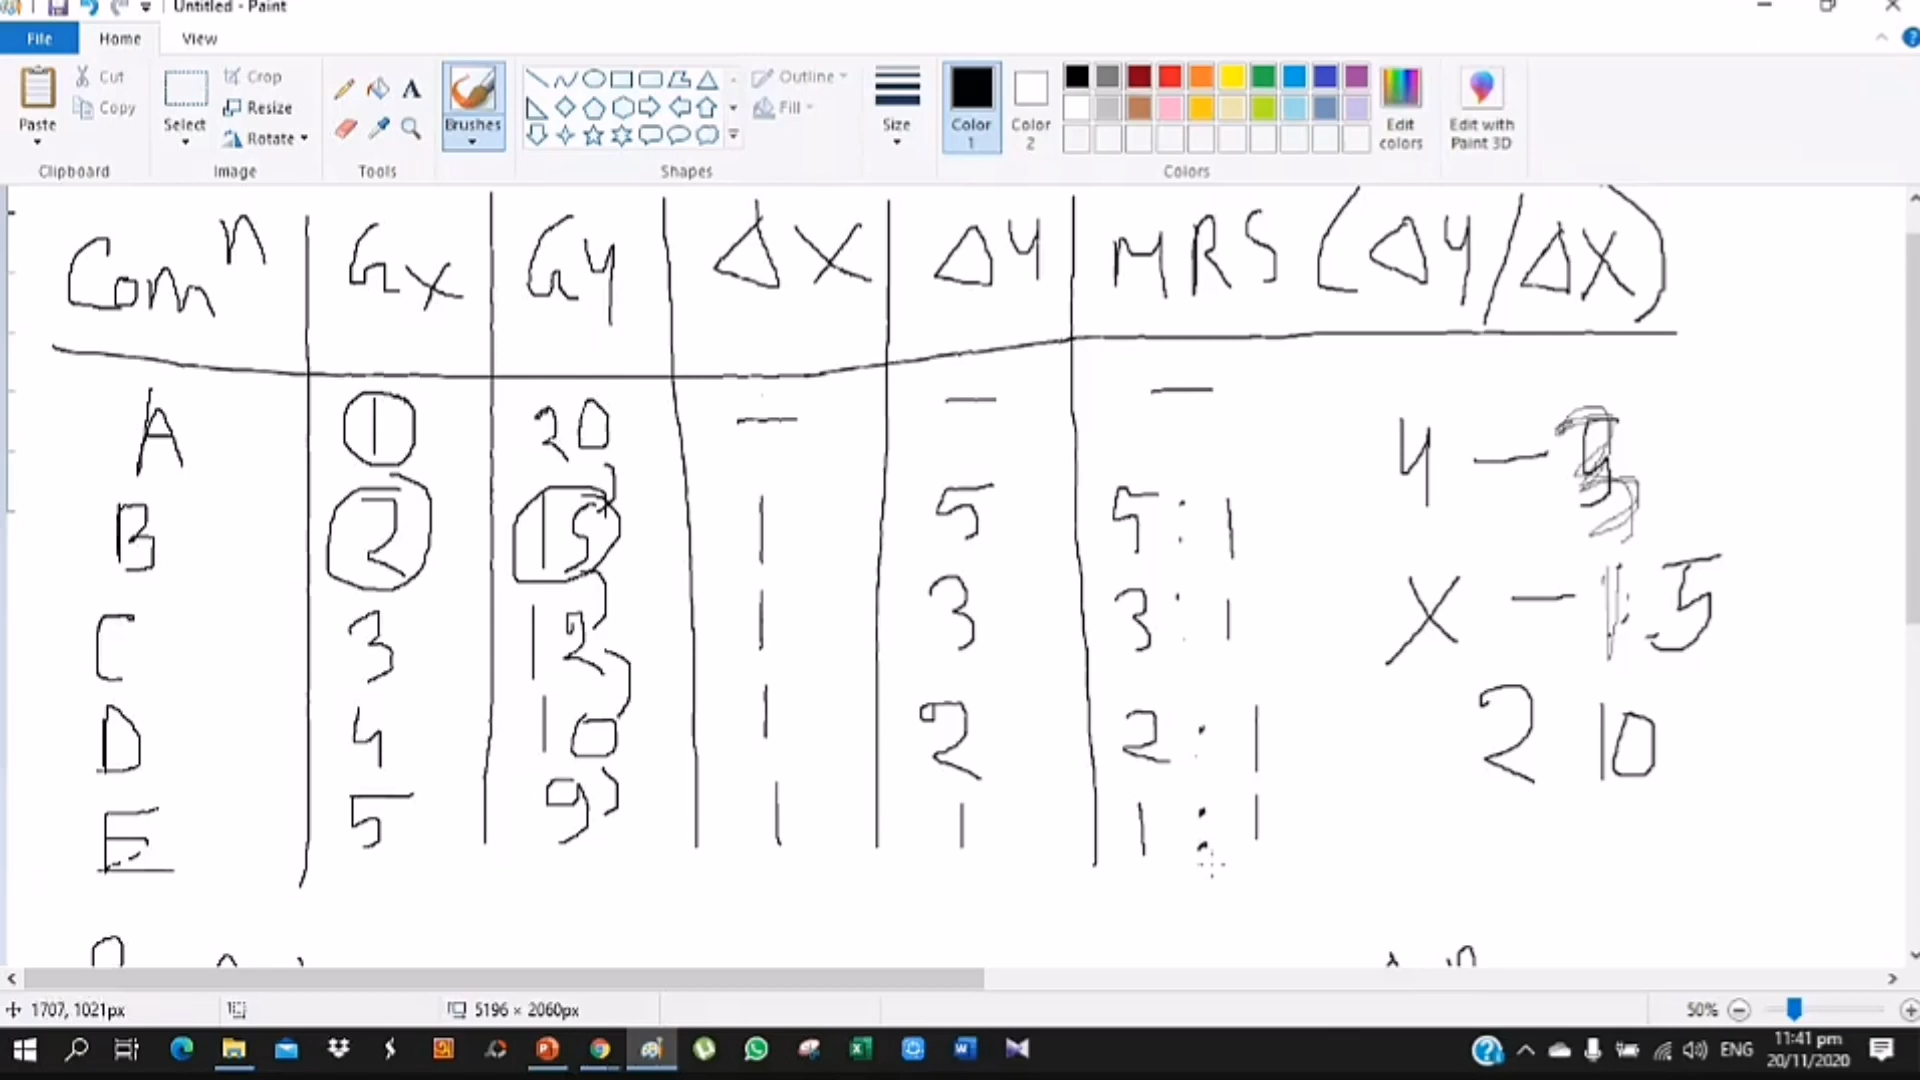 Untitled - Paint
File Home View
Paste
Cut
Copy
Clipboard
Select
Crop
Resize
Rotate
Image
Tools
Brushes
Outline
Fill
Shapes
Size
Color 1
Color 2
Edit colors
Edit with Paint 3D
Colors
Com n Gx Gy ΔX ΔY MRS (ΔY/ΔX)
A 1 20 — — —
B 2 15 1 5 5:1
C 3 12 1 3 3:1
D 4 10 1 2 2:1
E 5 9 1 1 1:1
y —
x — 5
2 10
1707, 1021px 5196 × 2060px 50%
ENG 11:41 pm
20/11/2020